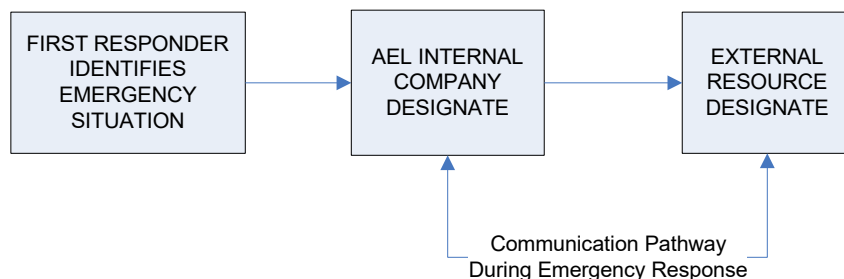 FIRST RESPONDER
IDENTIFIES
EMERGENCY
SITUATION
AEL INTERNAL
COMPANY
DESIGNATE
EXTERNAL
RESOURCE
DESIGNATE
Communication Pathway
During Emergency Response